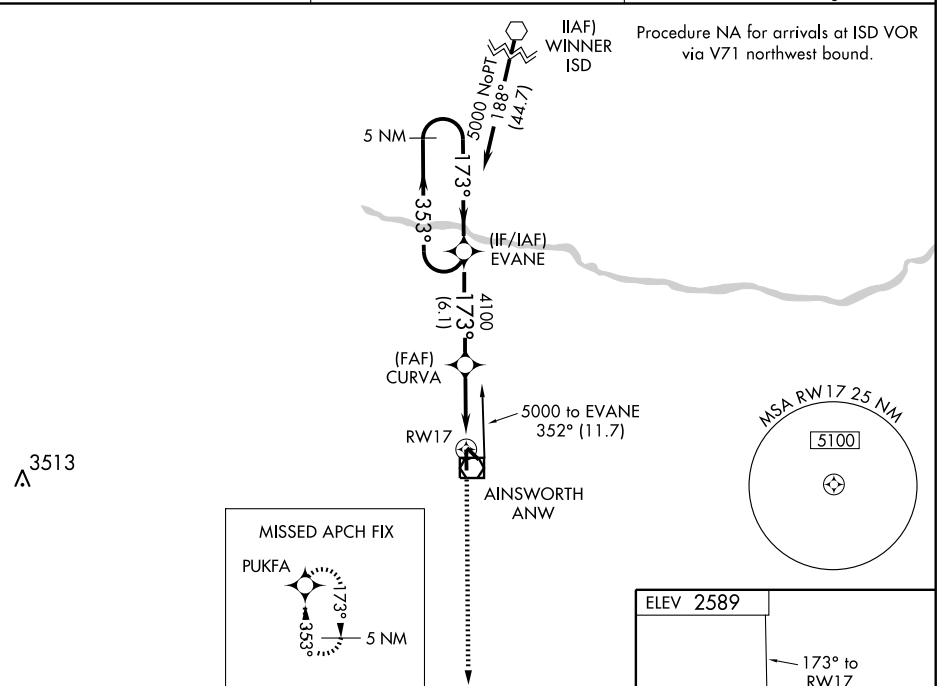 IIAF)
WINNER
ISD
Procedure NA for arrivals at ISD VOR
via V71 northwest bound.
5000 NoPT
188°
(44.7)
5 NM
173°
353°
(IF/IAF)
EVANE
4100
173°
(6.1)
(FAF)
CURVA
5000 to EVANE
352° (11.7)
RW17
MSA RW17 25 NM
5100
3513
AINSWORTH
ANW
MISSED APCH FIX
PUKFA
173°
353°
5 NM
ELEV 2589
173° to
RW17